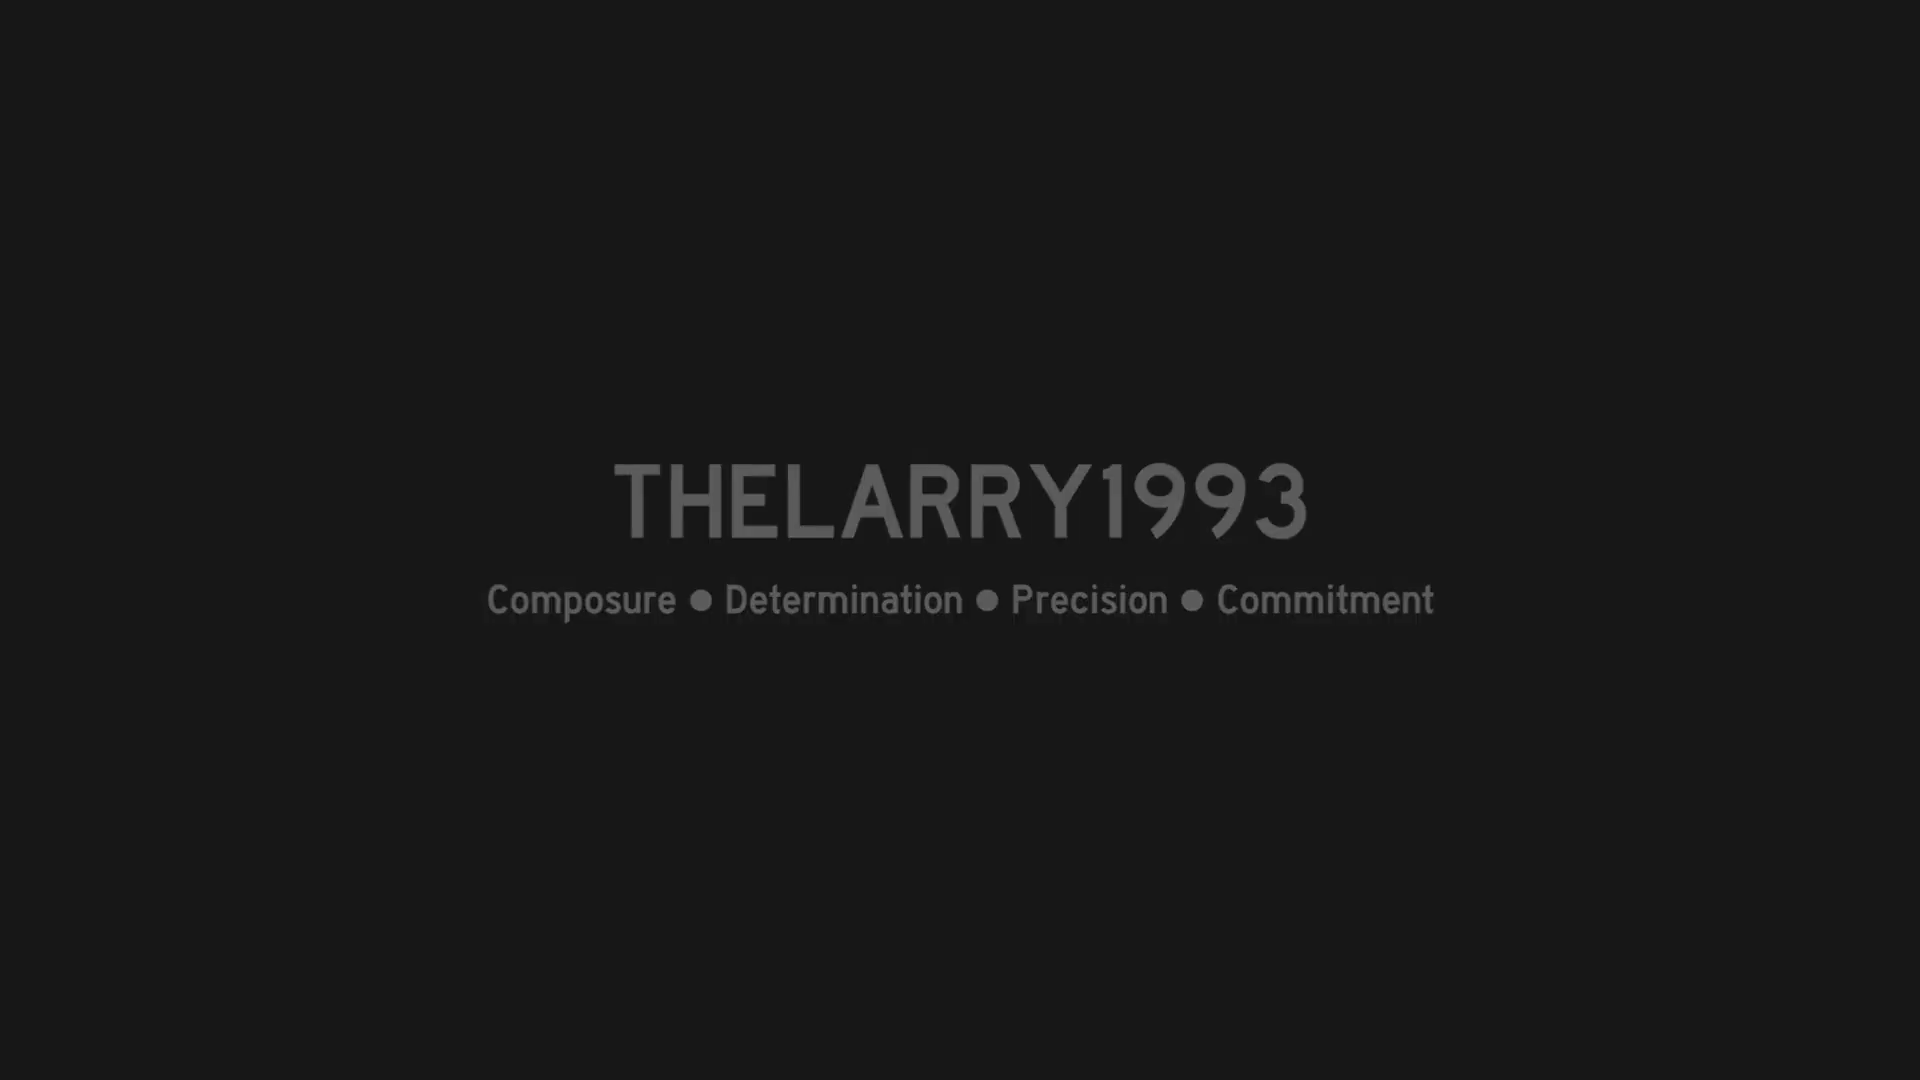 THELARRY1993
Composure ● Determination ● Precision ● Commitment